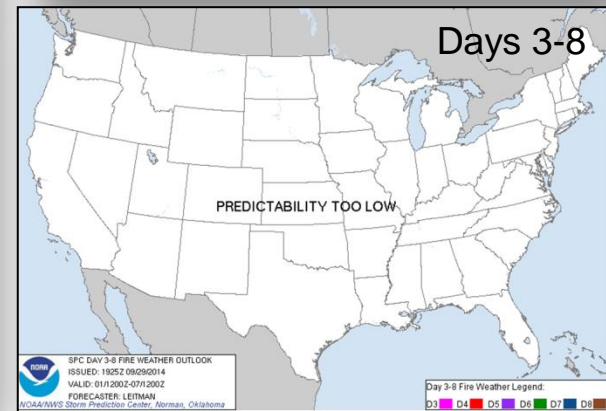 Days 3-8
PREDICTABILITY TOO LOW
NOAA
SPC DAY 3-8 FIRE WEATHER OUTLOOK
ISSUED: 1925Z 09/29/2014
VALID: 01/1200Z-07/1200Z
FORECASTER: LEITMAN
NOAA/NWS Storm Prediction Center, Norman, Oklahoma
Day 3-8 Fire Weather Legend:
D3 D4 D5 D6 D7 D8